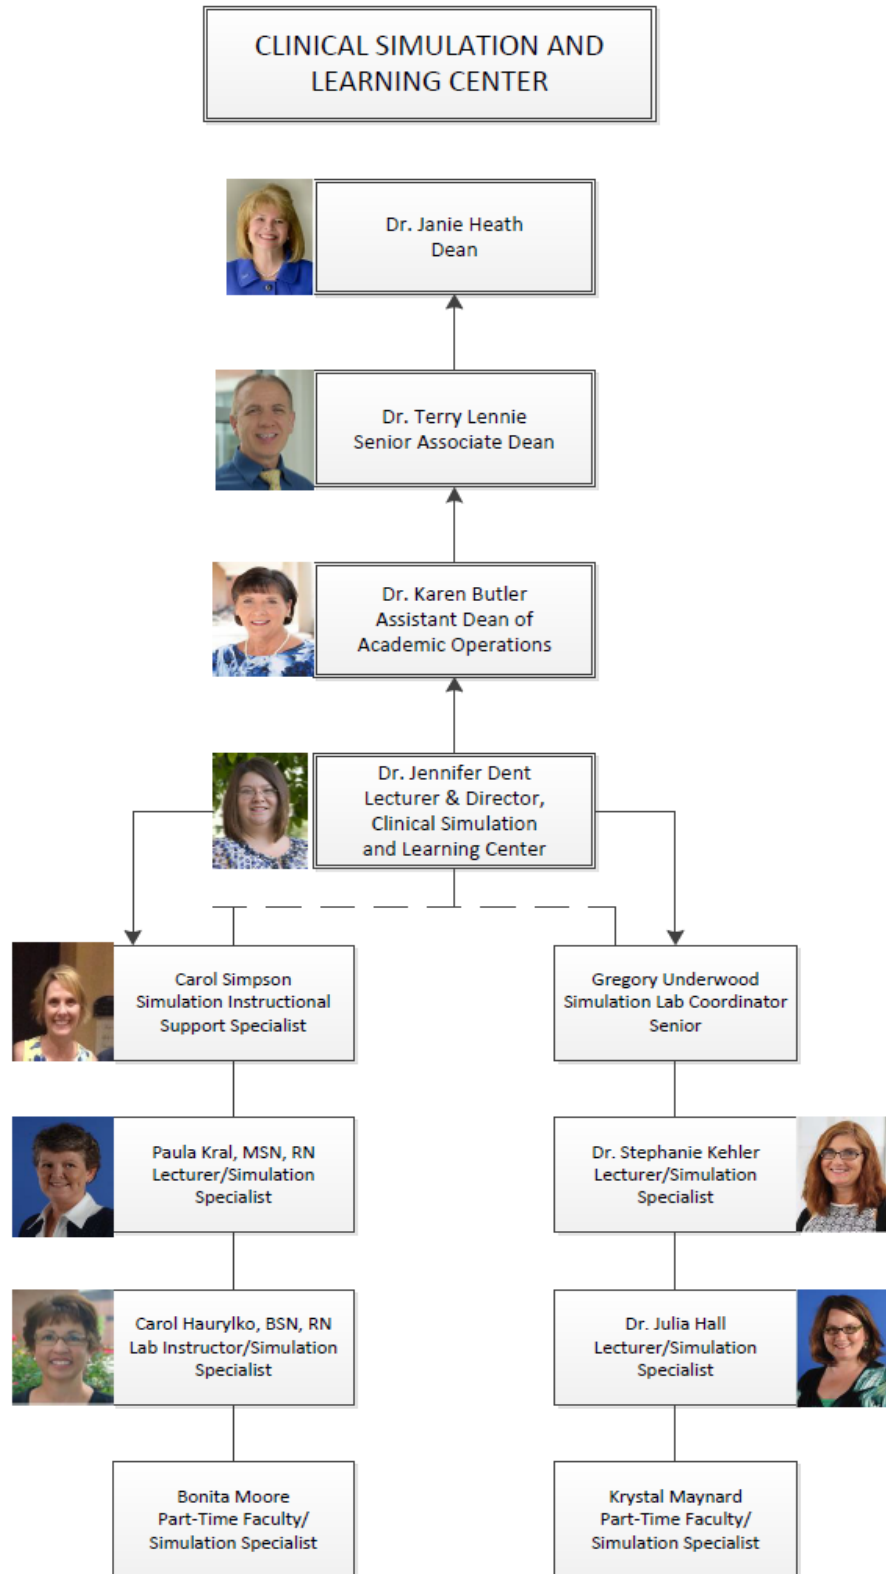 CLINICAL SIMULATION AND
LEARNING CENTER
Dr. Janie Heath
Dean
Dr. Terry Lennie
Senior Associate Dean
Dr. Karen Butler
Assistant Dean of
Academic Operations
Dr. Jennifer Dent
Lecturer & Director,
Clinical Simulation
and Learning Center
Carol Simpson
Simulation Instructional
Support Specialist
Gregory Underwood
Simulation Lab Coordinator
Senior
Paula Kral, MSN, RN
Lecturer/Simulation
Specialist
Dr. Stephanie Kehler
Lecturer/Simulation
Specialist
Carol Haurylko, BSN, RN
Lab Instructor/Simulation
Specialist
Dr. Julia Hall
Lecturer/Simulation
Specialist
Bonita Moore
Part-Time Faculty/
Simulation Specialist
Krystal Maynard
Part-Time Faculty/
Simulation Specialist